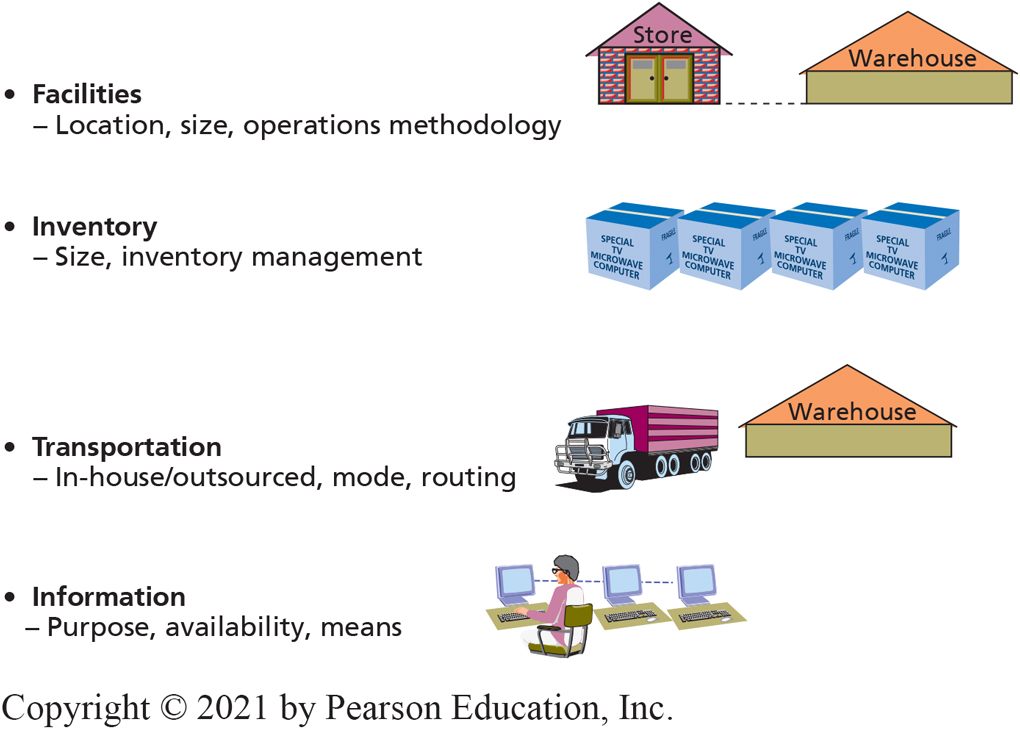 Store
Warehouse
• Facilities
– Location, size, operations methodology
• Inventory
– Size, inventory management
SPECIAL
TV
MICROWAVE
COMPUTER
FRAGILE
SPECIAL
TV
MICROWAVE
COMPUTER
FRAGILE
SPECIAL
TV
MICROWAVE
COMPUTER
FRAGILE
SPECIAL
TV
MICROWAVE
COMPUTER
FRAGILE
Warehouse
• Transportation
– In-house/outsourced, mode, routing
• Information
– Purpose, availability, means
Copyright © 2021 by Pearson Education, Inc.